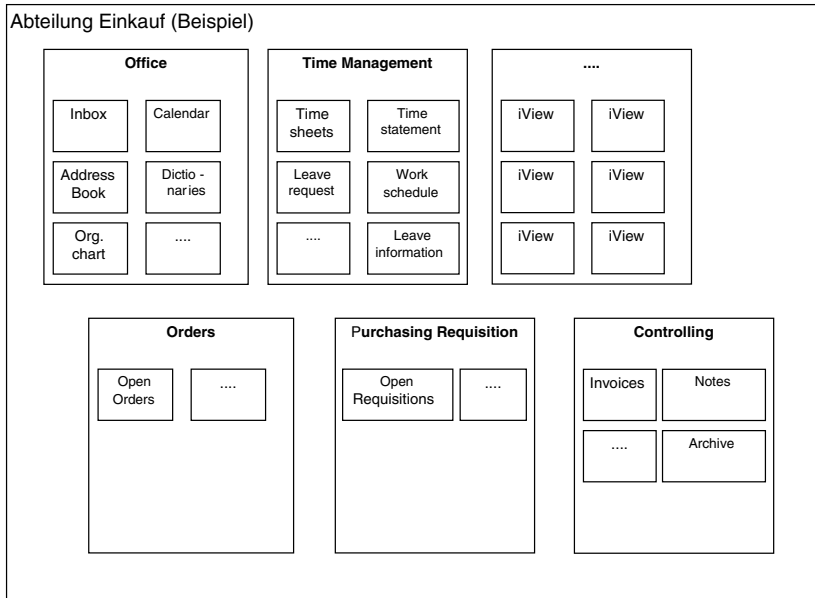 Abteilung Einkauf (Beispiel)
Office
Inbox
Calendar
Address
Book
Dictio -
naries
Org.
chart
....
Time Management
Time
sheets
Time
statement
Leave
request
Work
schedule
....
Leave
information
....
iView
iView
iView
iView
iView
iView
Orders
Open
Orders
....
Purchasing Requisition
Open
Requisitions
....
Controlling
Invoices
Notes
....
Archive